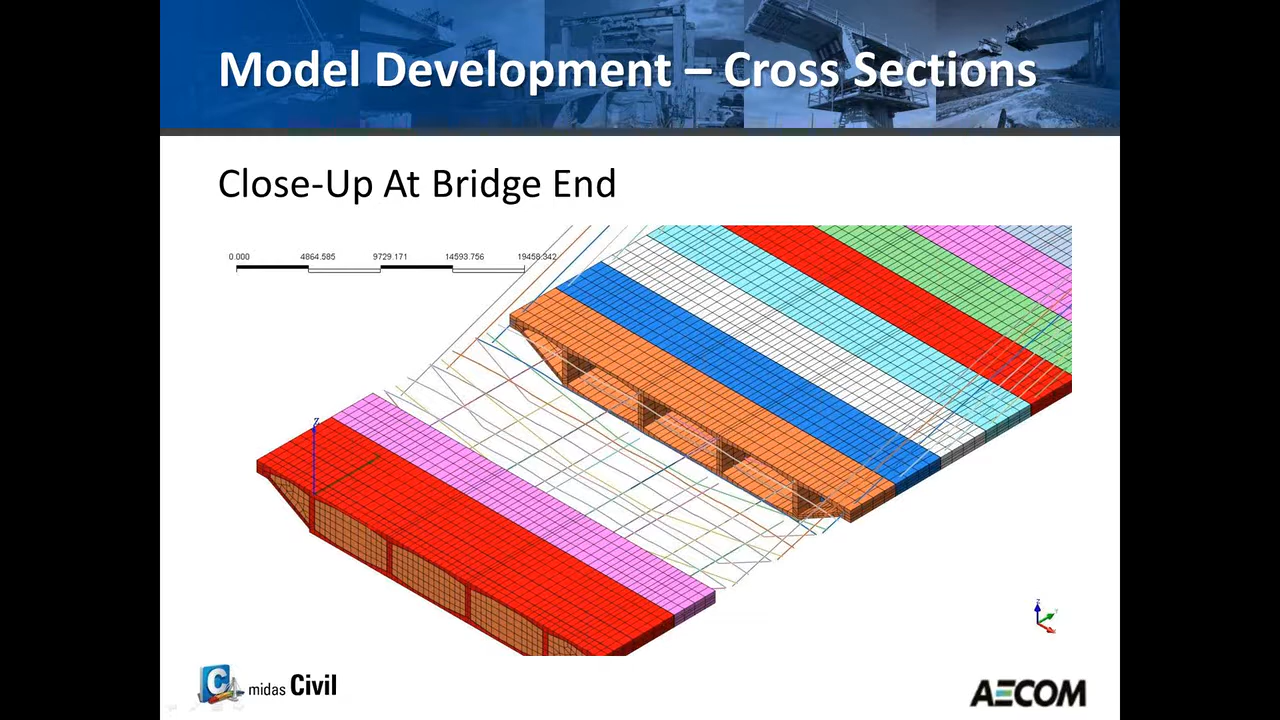 Model Development – Cross Sections
Close-Up At Bridge End
0.000 4864.585 9729.171 14593.756 19458.342
Z
Z
Y
X
C midas Civil
AECOM